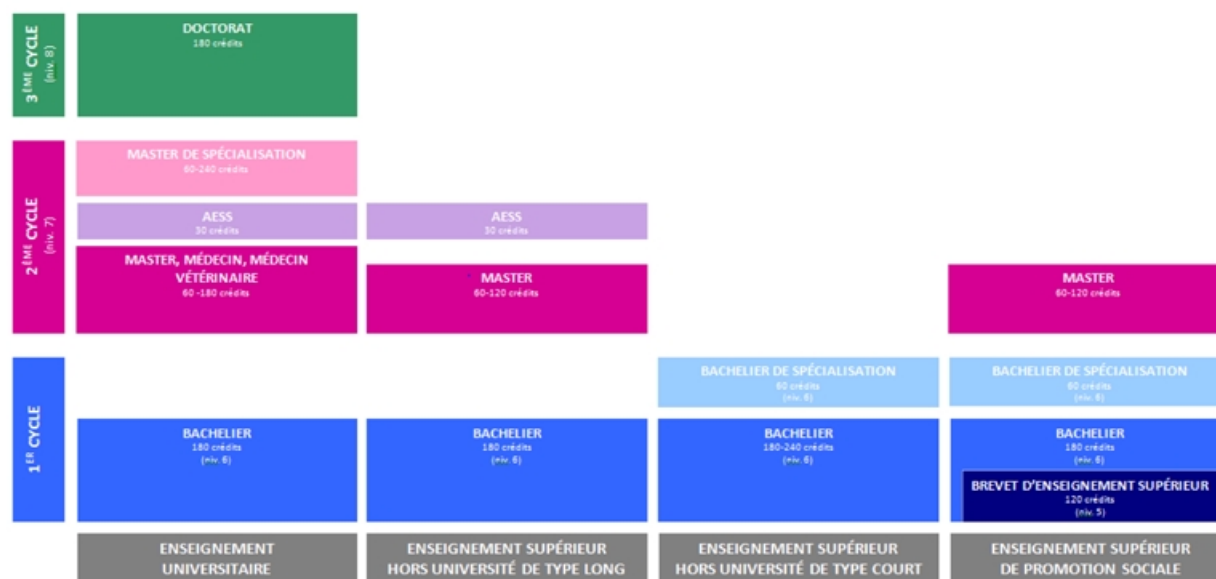 3ÈME CYCLE
(niv. 8)
DOCTORAT
180 crédits
2ÈME CYCLE
(niv. 7)
MASTER DE SPÉCIALISATION
60-240 crédits
AESS
30 crédits
AESS
30 crédits
MASTER, MÉDECIN, MÉDECIN
VÉTÉRINAIRE
60 -180 crédits
MASTER
60-120 crédits
MASTER
60-120 crédits
1ER CYCLE
BACHELIER DE SPÉCIALISATION
60 crédits
(niv. 6)
BACHELIER DE SPÉCIALISATION
60 crédits
(niv. 6)
BACHELIER
180 crédits
(niv. 6)
BACHELIER
180 crédits
(niv. 6)
BACHELIER
180-240 crédits
(niv. 6)
BACHELIER
180 crédits
(niv. 6)
BREVET D'ENSEIGNEMENT SUPÉRIEUR
120 crédits
(niv. 5)
ENSEIGNEMENT
UNIVERSITAIRE
ENSEIGNEMENT SUPÉRIEUR
HORS UNIVERSITÉ DE TYPE LONG
ENSEIGNEMENT SUPÉRIEUR
HORS UNIVERSITÉ DE TYPE COURT
ENSEIGNEMENT SUPÉRIEUR
DE PROMOTION SOCIALE